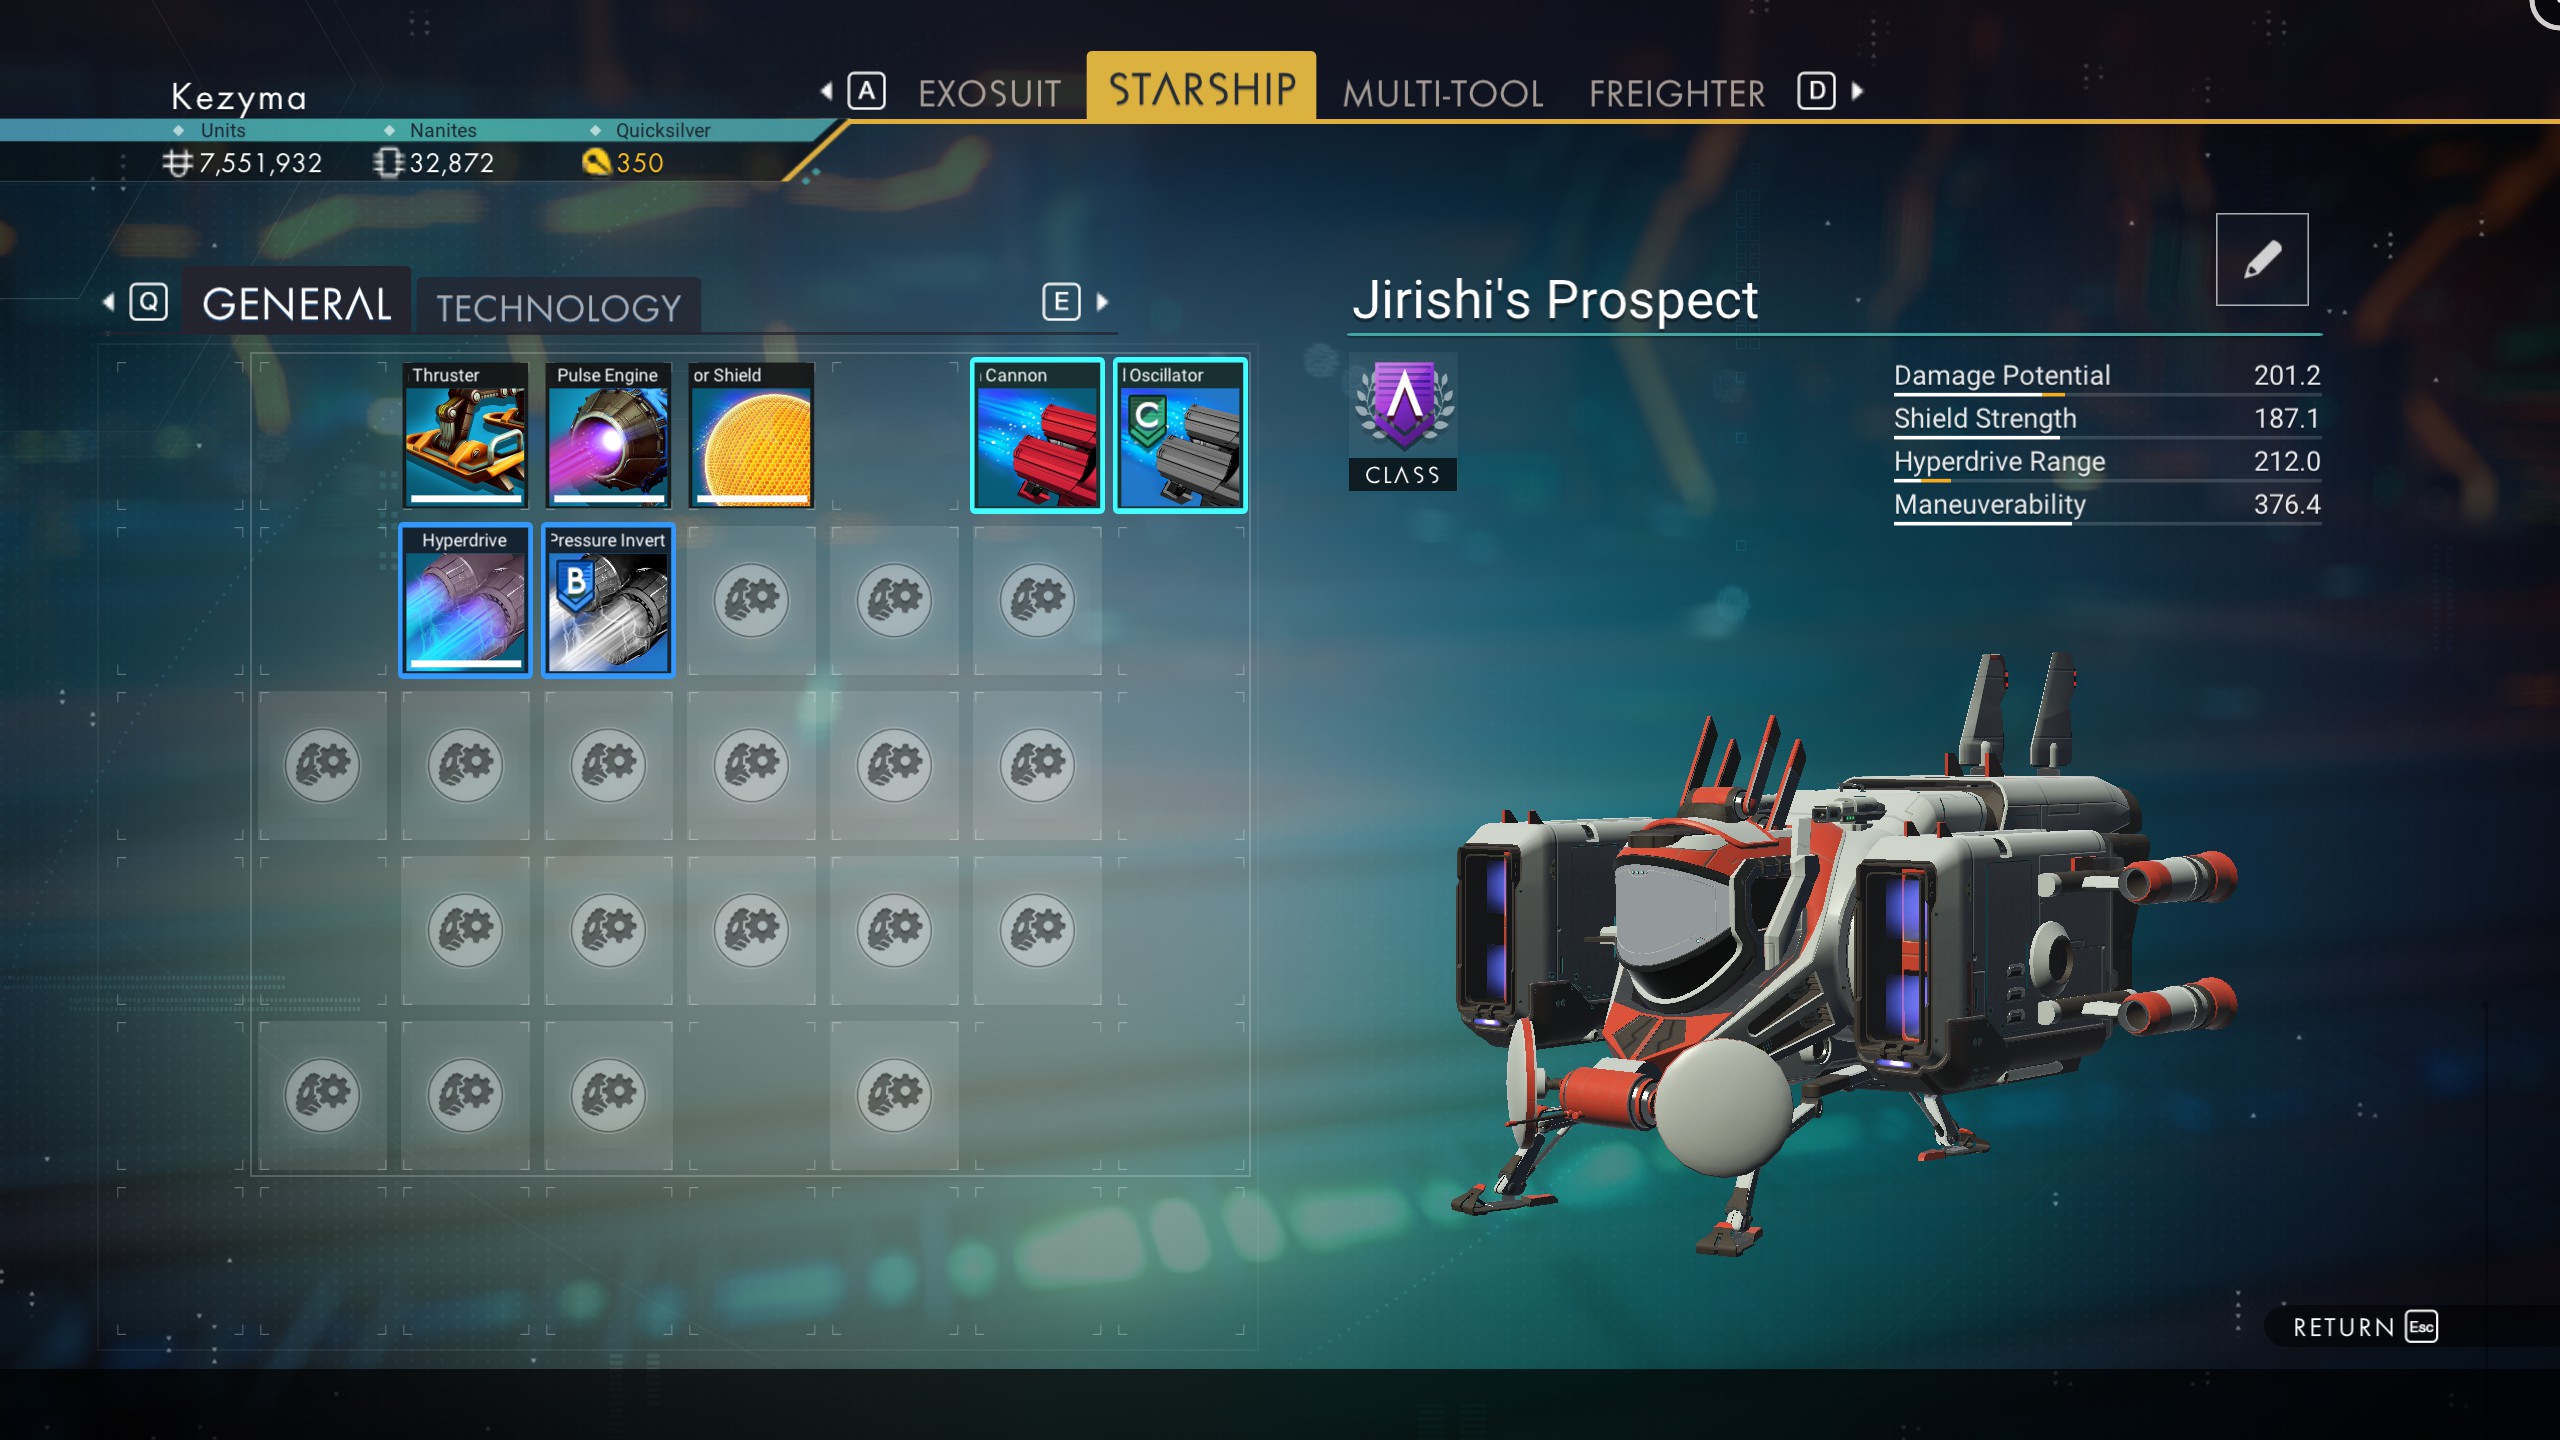 Kezyma
Units Nanites Quicksilver
7,551,932 32,872 350
A EXOSUIT STARSHIP MULTI-TOOL FREIGHTER D
Q GENERAL TECHNOLOGY E
Thruster Pulse Engine or Shield Cannon Oscillator
C
Hyperdrive Pressure Invert
B
Jirishi's Prospect
A
CLASS
Damage Potential 201.2
Shield Strength 187.1
Hyperdrive Range 212.0
Maneuverability 376.4
RETURN Esc